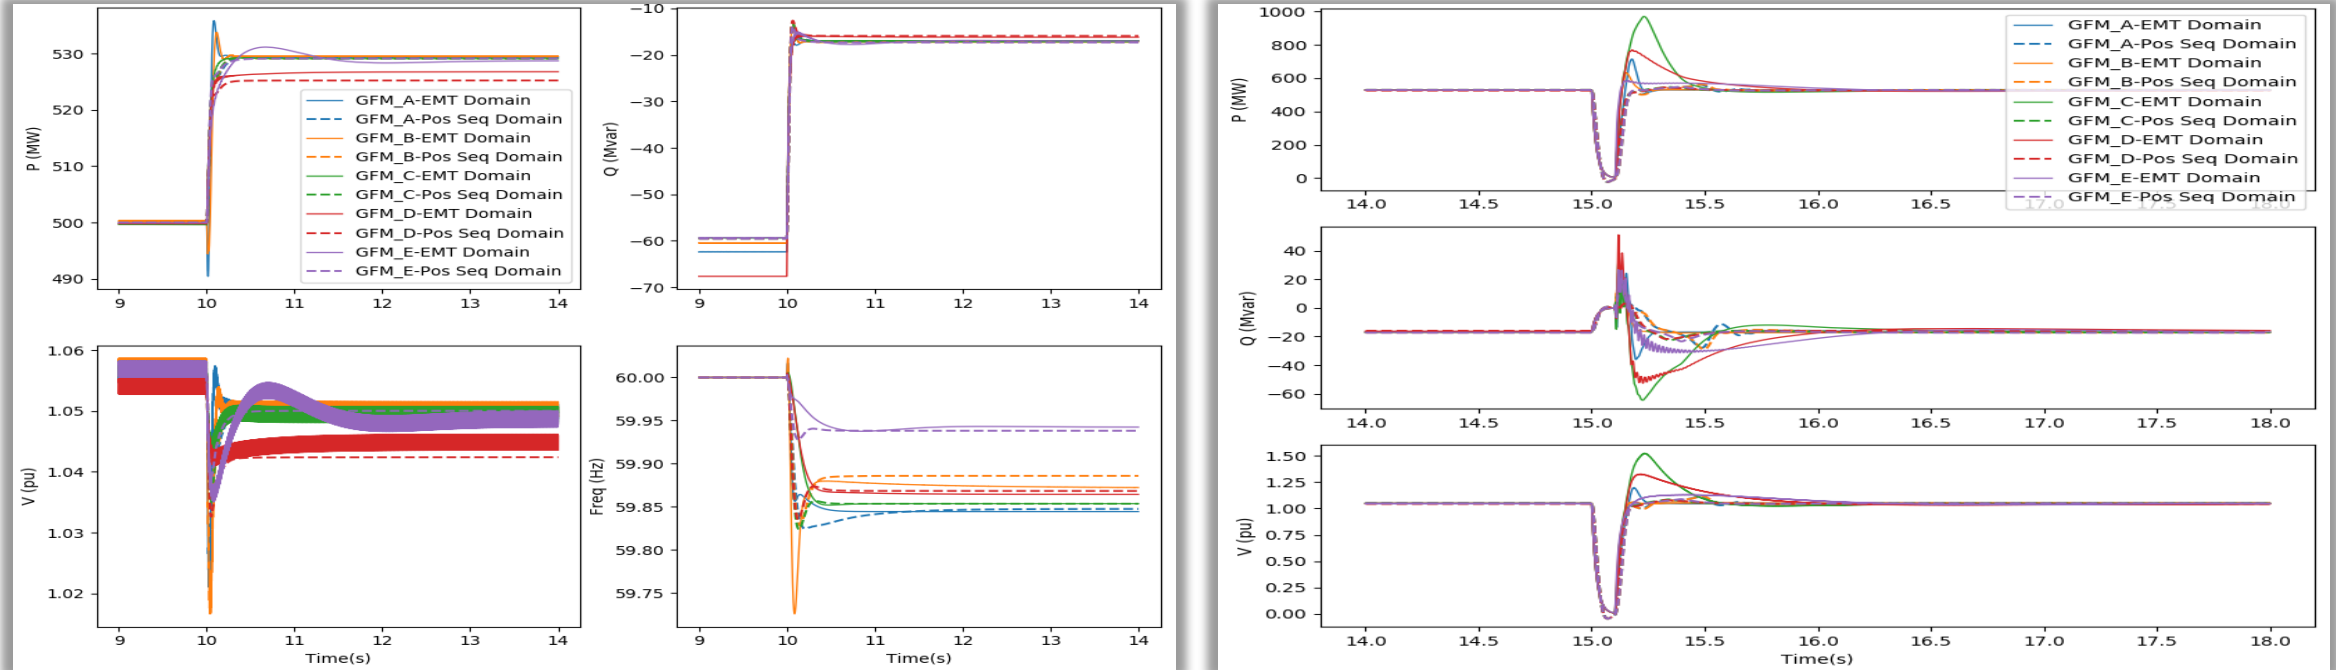 P (MW)
530
520
510
500
490
9 10 11 12 13 14
GFM_A-EMT Domain
GFM_A-Pos Seq Domain
GFM_B-EMT Domain
GFM_B-Pos Seq Domain
GFM_C-EMT Domain
GFM_C-Pos Seq Domain
GFM_D-EMT Domain
GFM_D-Pos Seq Domain
GFM_E-EMT Domain
GFM_E-Pos Seq Domain
Q (Mvar)
−10
−20
−30
−40
−50
−60
−70
9 10 11 12 13 14
V (pu)
1.06
1.05
1.04
1.03
1.02
9 10 11 12 13 14
Time(s)
Freq (Hz)
60.00
59.95
59.90
59.85
59.80
59.75
9 10 11 12 13 14
Time(s)
P (MW)
1000
800
600
400
200
0
14.0 14.5 15.0 15.5 16.0 16.5 17.0 17.5 18.0
GFM_A-EMT Domain
GFM_A-Pos Seq Domain
GFM_B-EMT Domain
GFM_B-Pos Seq Domain
GFM_C-EMT Domain
GFM_C-Pos Seq Domain
GFM_D-EMT Domain
GFM_D-Pos Seq Domain
GFM_E-EMT Domain
GFM_E-Pos Seq Domain
Q (Mvar)
40
20
0
−20
−40
−60
14.0 14.5 15.0 15.5 16.0 16.5 17.0 17.5 18.0
V (pu)
1.50
1.25
1.00
0.75
0.50
0.25
0.00
14.0 14.5 15.0 15.5 16.0 16.5 17.0 17.5 18.0
Time(s)